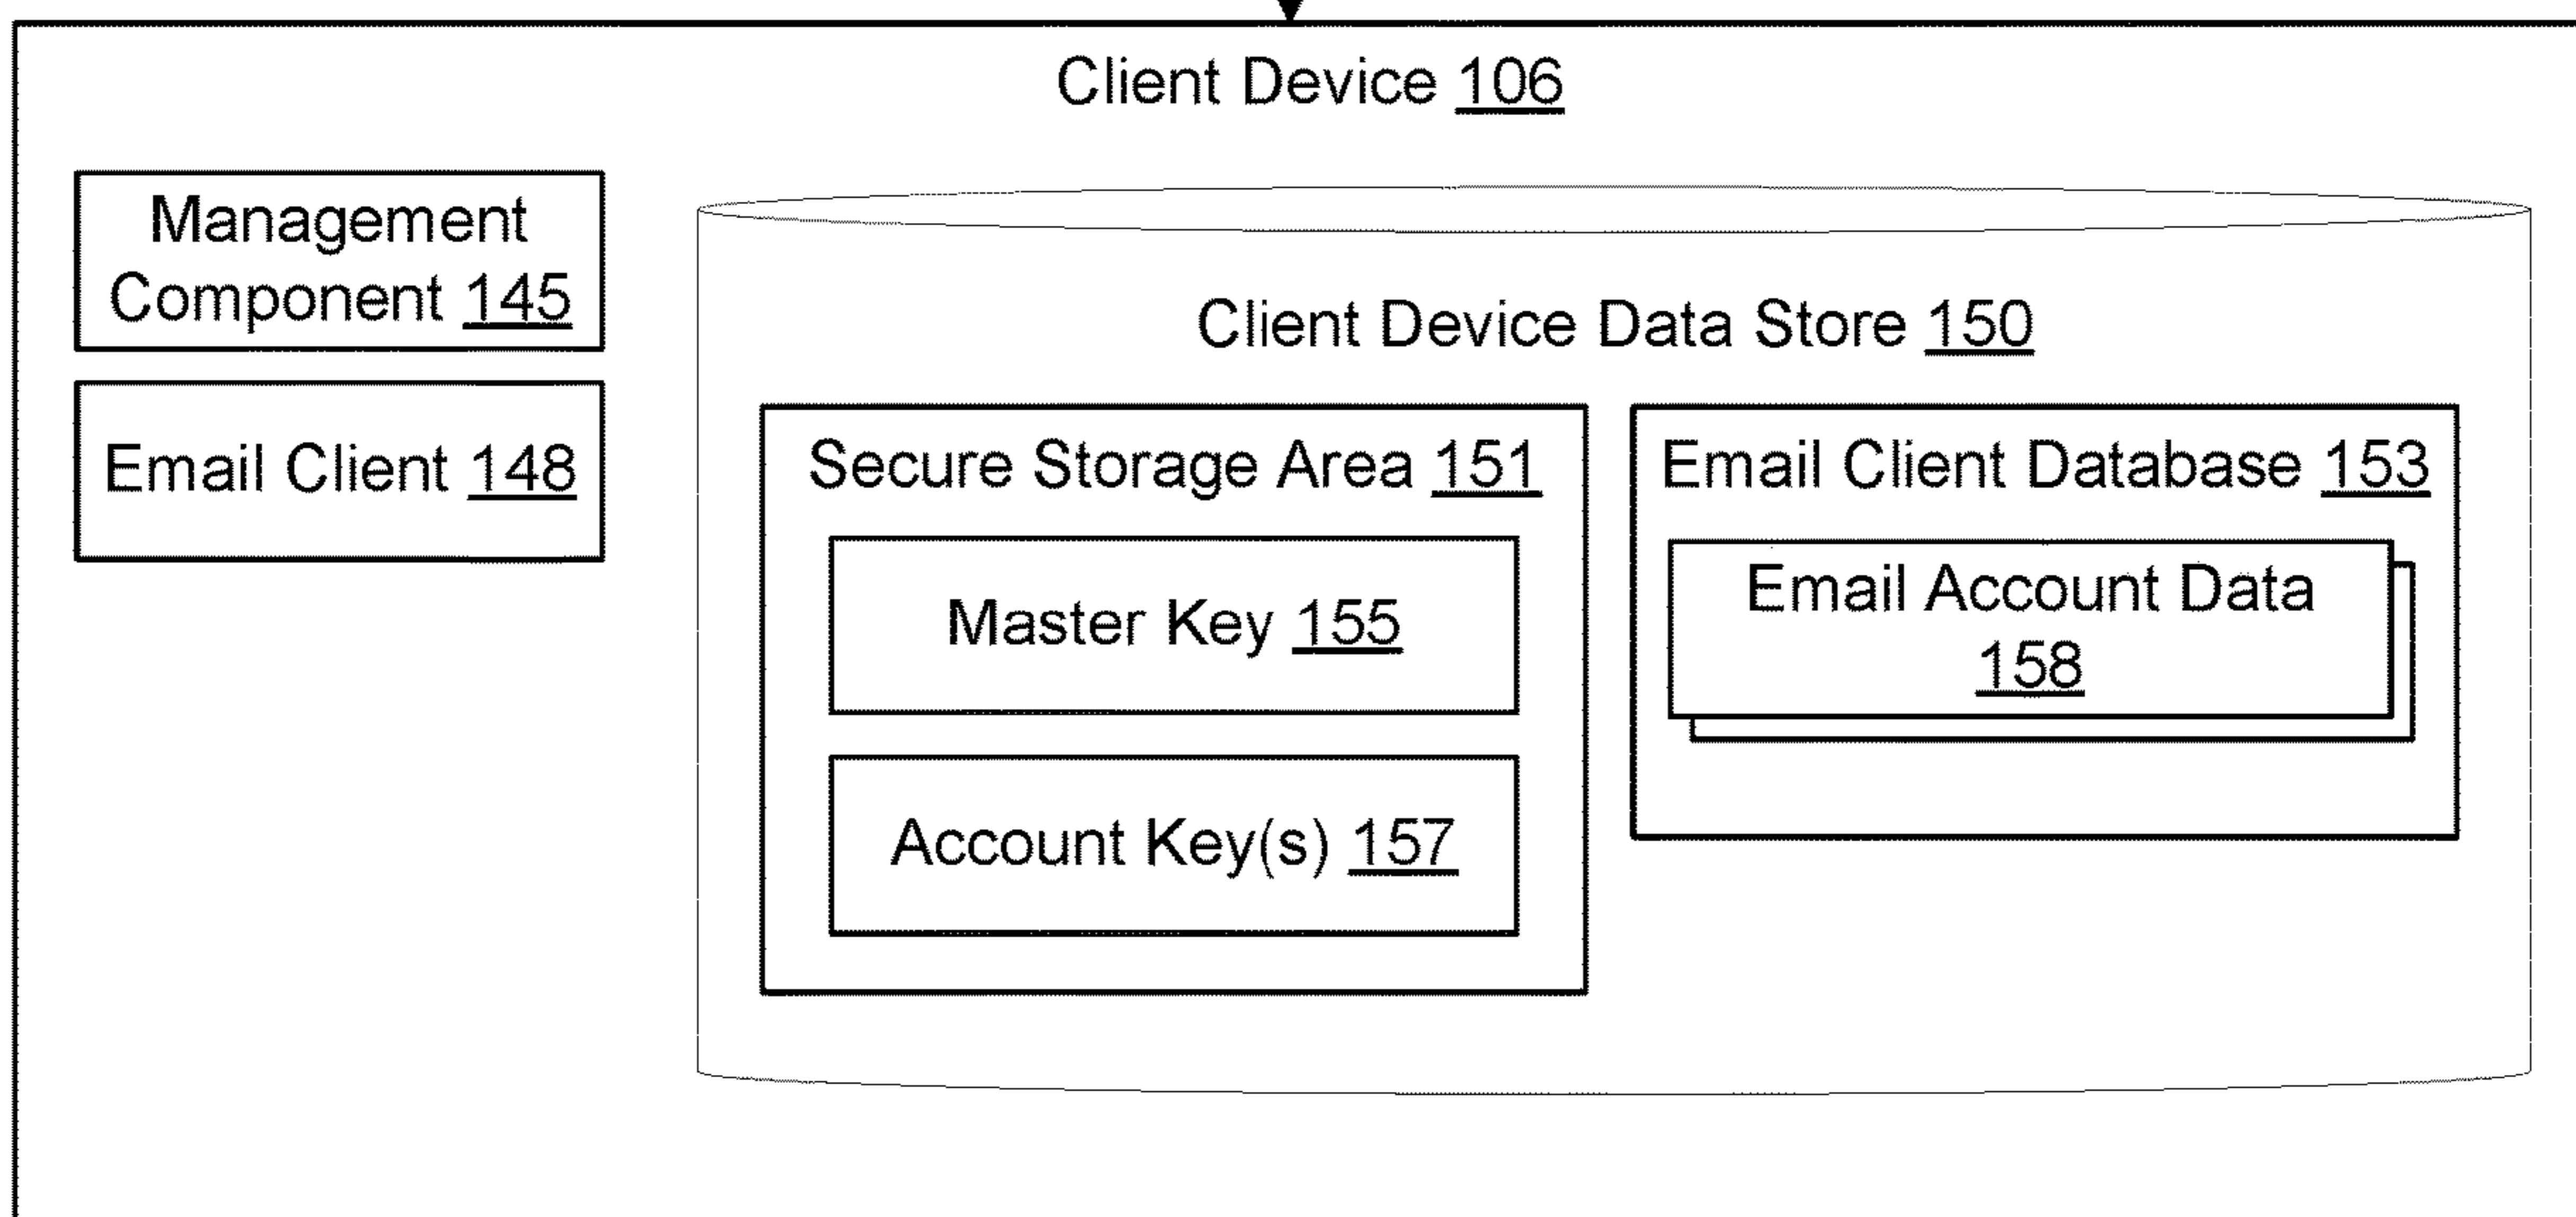 Client Device 106
Management
Component 145
Email Client 148
Client Device Data Store 150
Secure Storage Area 151
Master Key 155
Account Key(s) 157
Email Client Database 153
Email Account Data
158